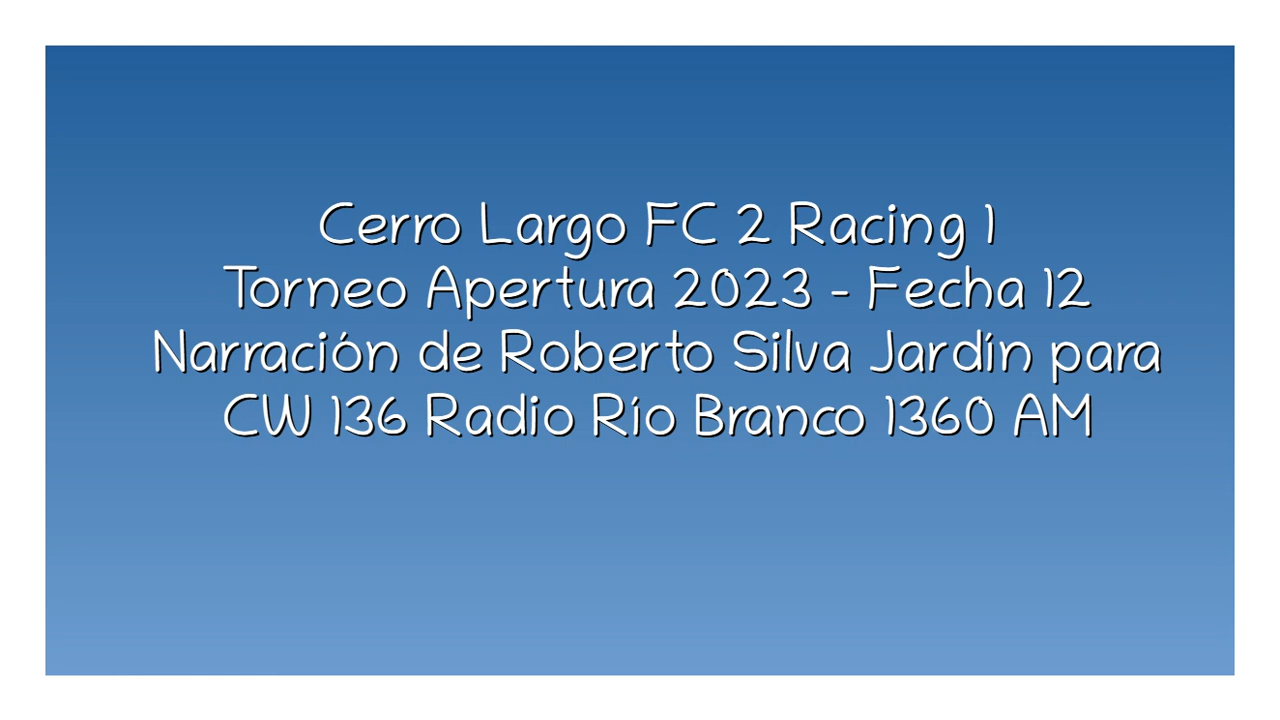 Cerro Largo FC 2 Racing 1
Torneo Apertura 2023 - Fecha 12
Narración de Roberto Silva Jardín para
CW 136 Radio Río Branco 1360 AM